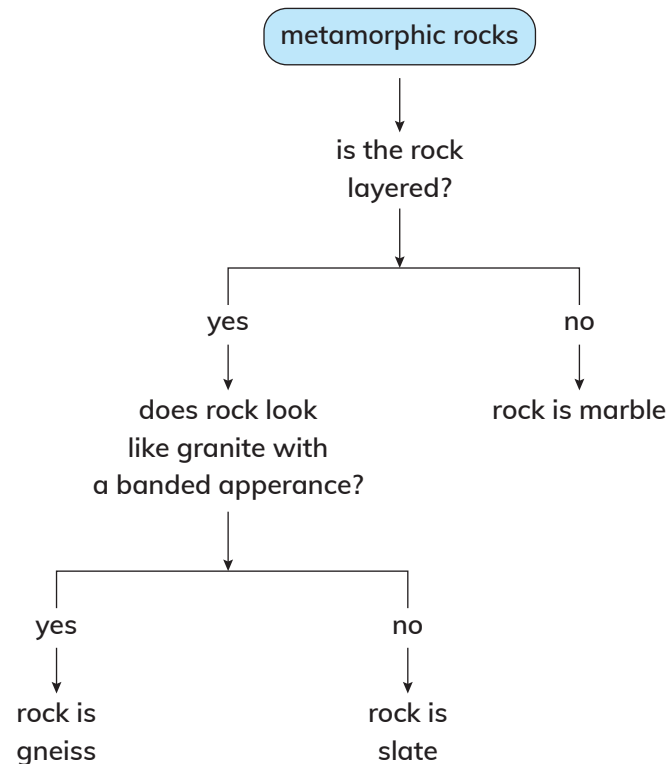 metamorphic rocks
is the rock
layered?
yes
no
does rock look
like granite with
a banded apperance?
rock is marble
yes
no
rock is
gneiss
rock is
slate